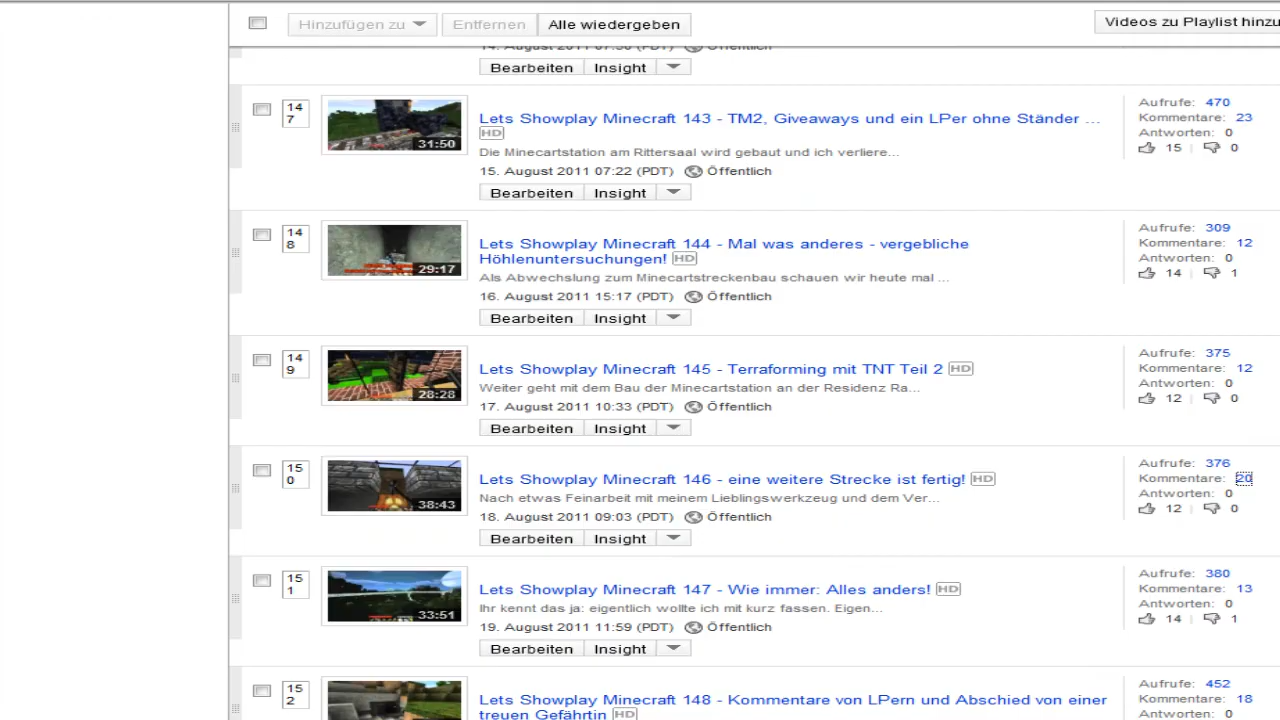 Hinzufügen zu
Entfernen
Alle wiedergeben
Videos zu Playlist hinzu
14. August 2011 07:50 (PDT) Öffentlich
Bearbeiten Insight
14
7
31:50
Lets Showplay Minecraft 143 - TM2, Giveaways und ein LPer ohne Ständer ...
HD
Die Minecartstation am Rittersaal wird gebaut und ich verliere...
15. August 2011 07:22 (PDT) Öffentlich
Bearbeiten Insight
Aufrufe: 470
Kommentare: 23
Antworten: 0
15 0
14
8
29:17
Lets Showplay Minecraft 144 - Mal was anderes - vergebliche
Höhlenuntersuchungen! HD
Als Abwechslung zum Minecartstreckenbau schauen wir heute mal ...
16. August 2011 15:17 (PDT) Öffentlich
Bearbeiten Insight
Aufrufe: 309
Kommentare: 12
Antworten: 0
14 1
14
9
28:28
Lets Showplay Minecraft 145 - Terraforming mit TNT Teil 2 HD
Weiter geht mit dem Bau der Minecartstation an der Residenz Ra...
17. August 2011 10:33 (PDT) Öffentlich
Bearbeiten Insight
Aufrufe: 375
Kommentare: 12
Antworten: 0
12 0
15
0
38:43
Lets Showplay Minecraft 146 - eine weitere Strecke ist fertig! HD
Nach etwas Feinarbeit mit meinem Lieblingswerkzeug und dem Ver...
18. August 2011 09:03 (PDT) Öffentlich
Bearbeiten Insight
Aufrufe: 376
Kommentare: 20
Antworten: 0
12 0
15
1
33:51
Lets Showplay Minecraft 147 - Wie immer: Alles anders! HD
Ihr kennt das ja: eigentlich wollte ich mit kurz fassen. Eigen...
19. August 2011 11:59 (PDT) Öffentlich
Bearbeiten Insight
Aufrufe: 380
Kommentare: 13
Antworten: 0
14 1
15
2
Lets Showplay Minecraft 148 - Kommentare von LPern und Abschied von einer
treuen Gefährtin HD
Aufrufe: 452
Kommentare: 18
Antworten: 0